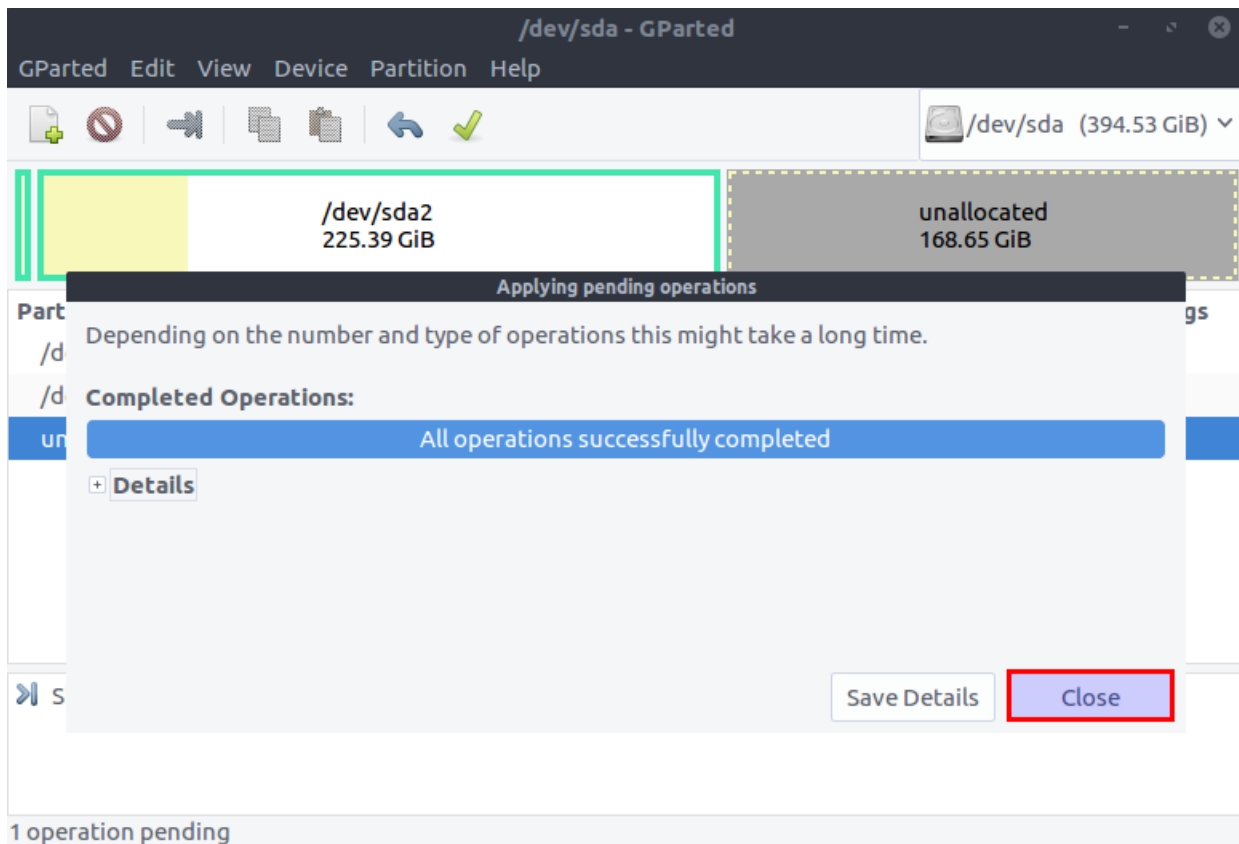 /dev/sda - GParted
GParted Edit View Device Partition Help
/dev/sda (394.53 GiB)
/dev/sda2
225.39 GiB
unallocated
168.65 GiB
Applying pending operations
Part
gs
Depending on the number and type of operations this might take a long time.
/d
/d
Completed Operations:
un
All operations successfully completed
Details
S
Save Details
Close
1 operation pending